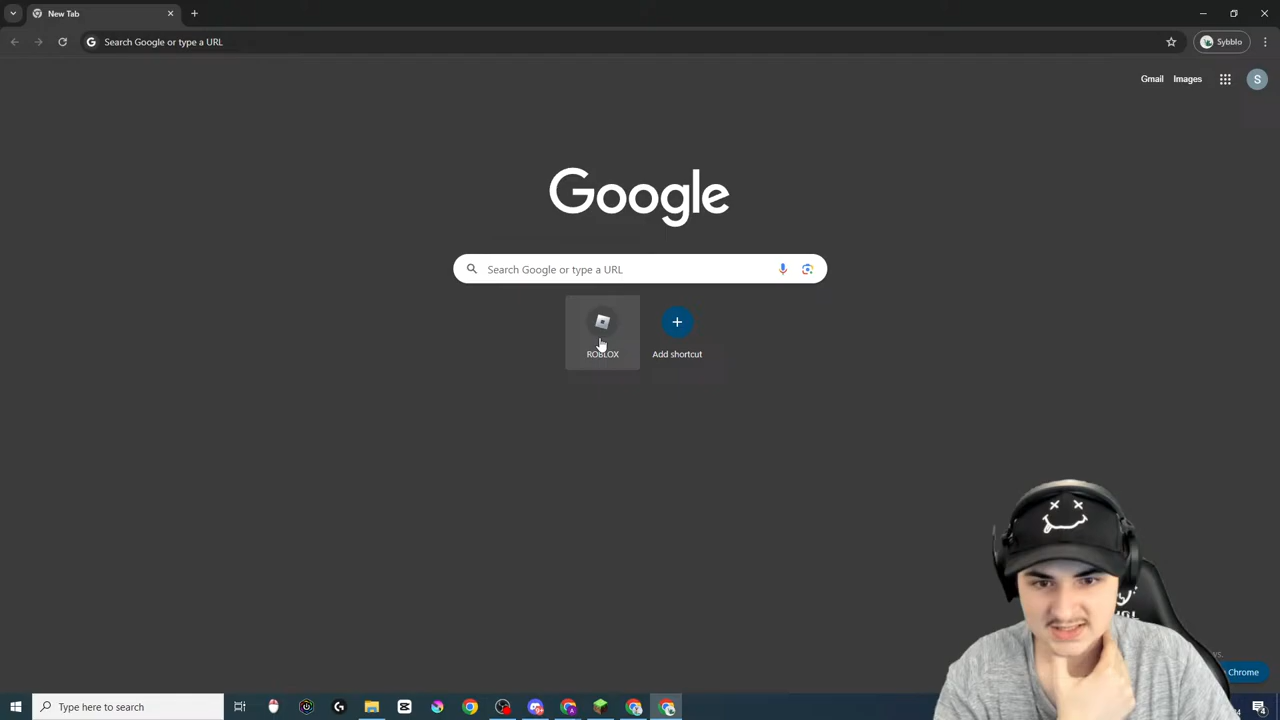 New Tab
Search Google or type a URL
Sybblo
Gmail
Images
S
Google
Search Google or type a URL
ROBLOX
Add shortcut
Chrome
Type here to search